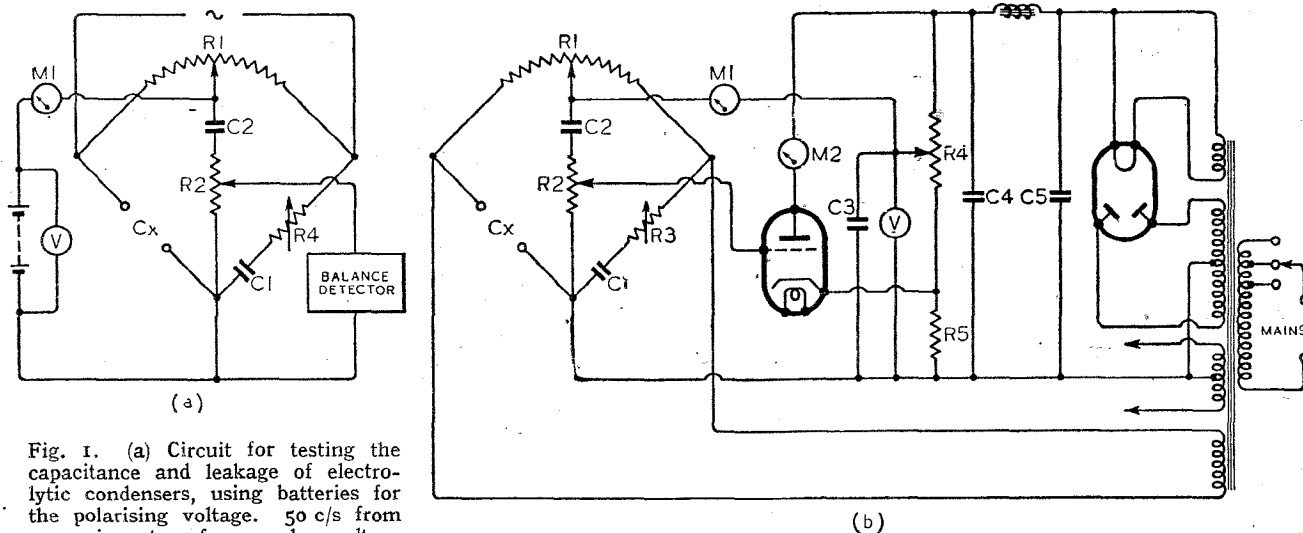 ~
R1
M1
C2
R2
V
Cx
R4
C1
BALANCE
DETECTOR
(a)
R1
M1
C2
M2
R4
R2
C3
V
C4
C5
Cx
R3
C1
R5
MAINS
(b)
Fig. 1. (a) Circuit for testing the
capacitance and leakage of electro-
lytic condensers, using batteries for
the polarising voltage. 50 c/s from